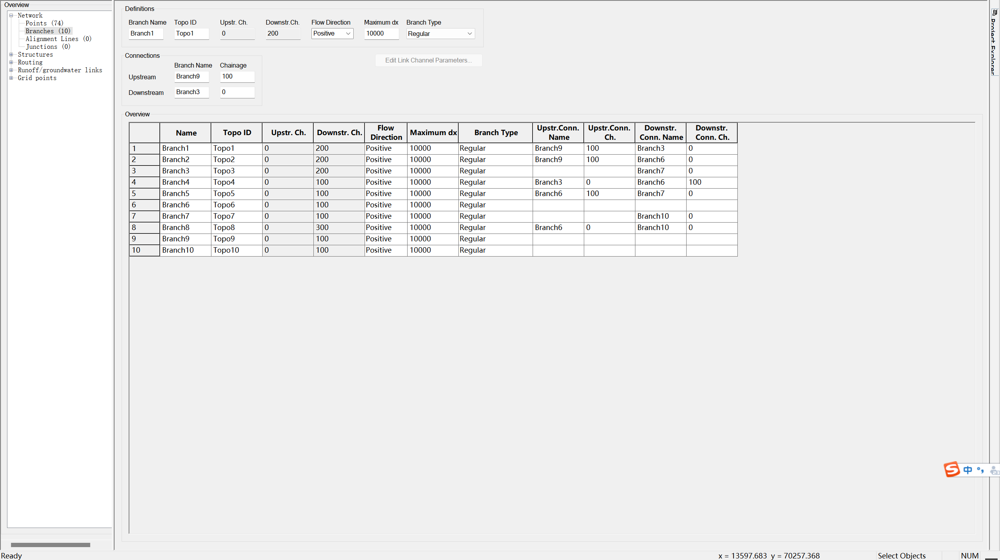 Overview
Network
Points (74)
Branches (10)
Alignment Lines (0)
Junctions (0)
Structures
Routing
Runoff/groundwater links
Grid points
Definitions
Branch Name Topo ID Upstr. Ch. Downstr.Ch. Flow Direction Maximum dx Branch Type
Branch1 Topo1 0 200 Positive 10000 Regular
Connections
Branch Name Chainage
Upstream Branch9 100
Downstream Branch3 0
Edit Link Channel Parameters...
Overview
Name Topo ID Upstr. Ch. Downstr. Ch. Flow Direction Maximum dx Branch Type Upstr.Conn. Name Upstr.Conn. Ch. Downstr. Conn. Name Downstr. Conn. Ch.
1 Branch1 Topo1 0 200 Positive 10000 Regular Branch9 100 Branch3 0
2 Branch2 Topo2 0 200 Positive 10000 Regular Branch9 100 Branch6 0
3 Branch3 Topo3 0 200 Positive 10000 Regular Branch7 0
4 Branch4 Topo4 0 100 Positive 10000 Regular Branch3 0 Branch6 100
5 Branch5 Topo5 0 100 Positive 10000 Regular Branch6 100 Branch7 0
6 Branch6 Topo6 0 100 Positive 10000 Regular
7 Branch7 Topo7 0 100 Positive 10000 Regular Branch10 0
8 Branch8 Topo8 0 300 Positive 10000 Regular Branch6 0 Branch10 0
9 Branch9 Topo9 0 100 Positive 10000 Regular
10 Branch10 Topo10 0 100 Positive 10000 Regular
Project Explorer
S 中 °,
Ready
x = 13597.683 y = 70257.368
Select Objects
NUM